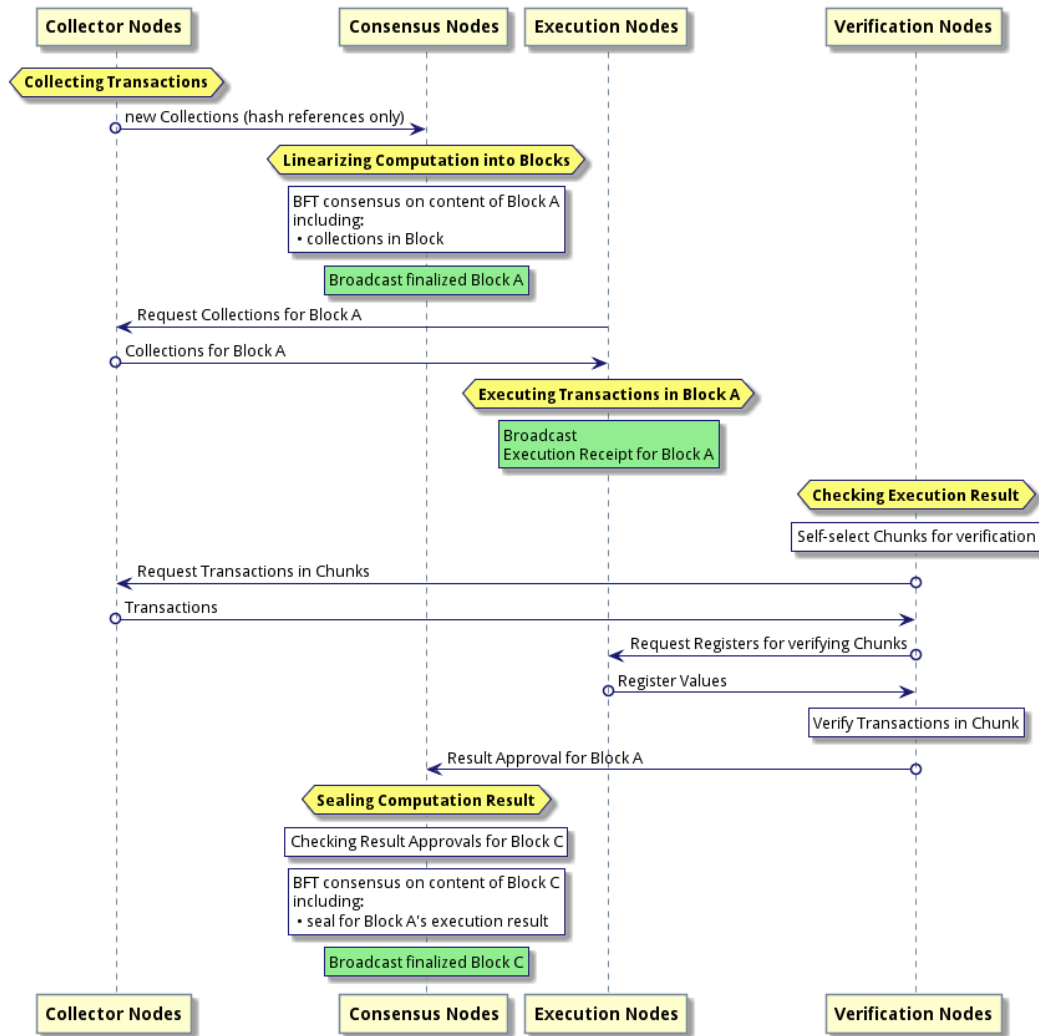 Collector Nodes
Consensus Nodes
Execution Nodes
Verification Nodes
Collecting Transactions
new Collections (hash references only)
Linearizing Computation into Blocks
BFT consensus on content of Block A
including:
• collections in Block
Broadcast finalized Block A
Request Collections for Block A
Collections for Block A
Executing Transactions in Block A
Broadcast
Execution Receipt for Block A
Checking Execution Result
Self-select Chunks for verification
Request Transactions in Chunks
Transactions
Request Registers for verifying Chunks
Register Values
Verify Transactions in Chunk
Result Approval for Block A
Sealing Computation Result
Checking Result Approvals for Block C
BFT consensus on content of Block C
including:
• seal for Block A's execution result
Broadcast finalized Block C
Collector Nodes
Consensus Nodes
Execution Nodes
Verification Nodes